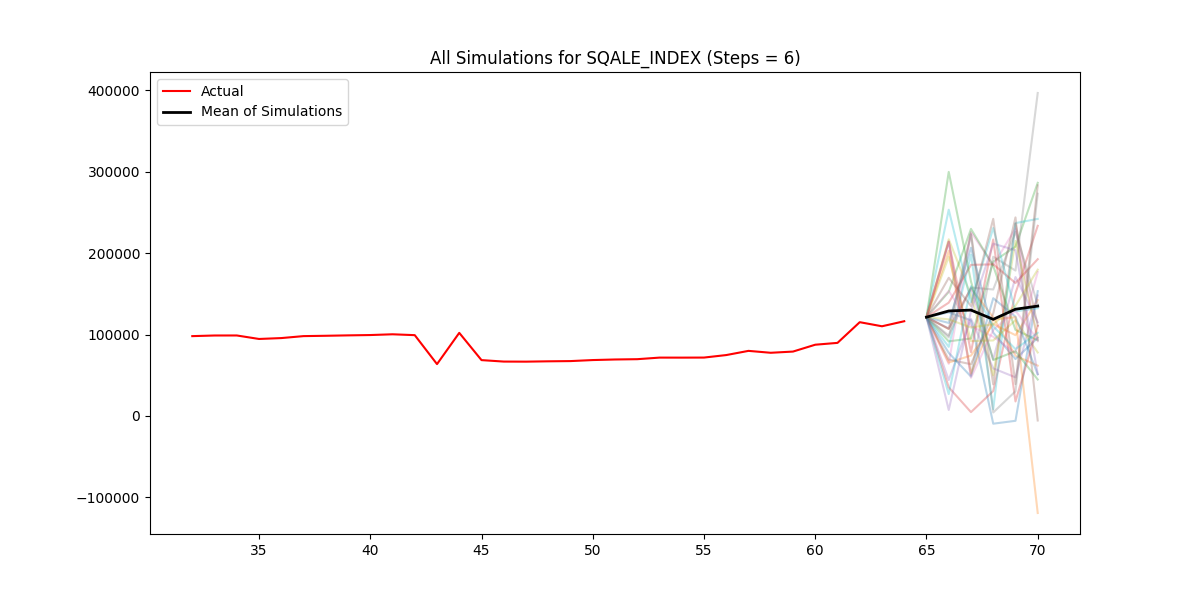 All Simulations for SQALE_INDEX (Steps = 6)
Actual
Mean of Simulations
400000
300000
200000
100000
0
−100000
35 40 45 50 55 60 65 70